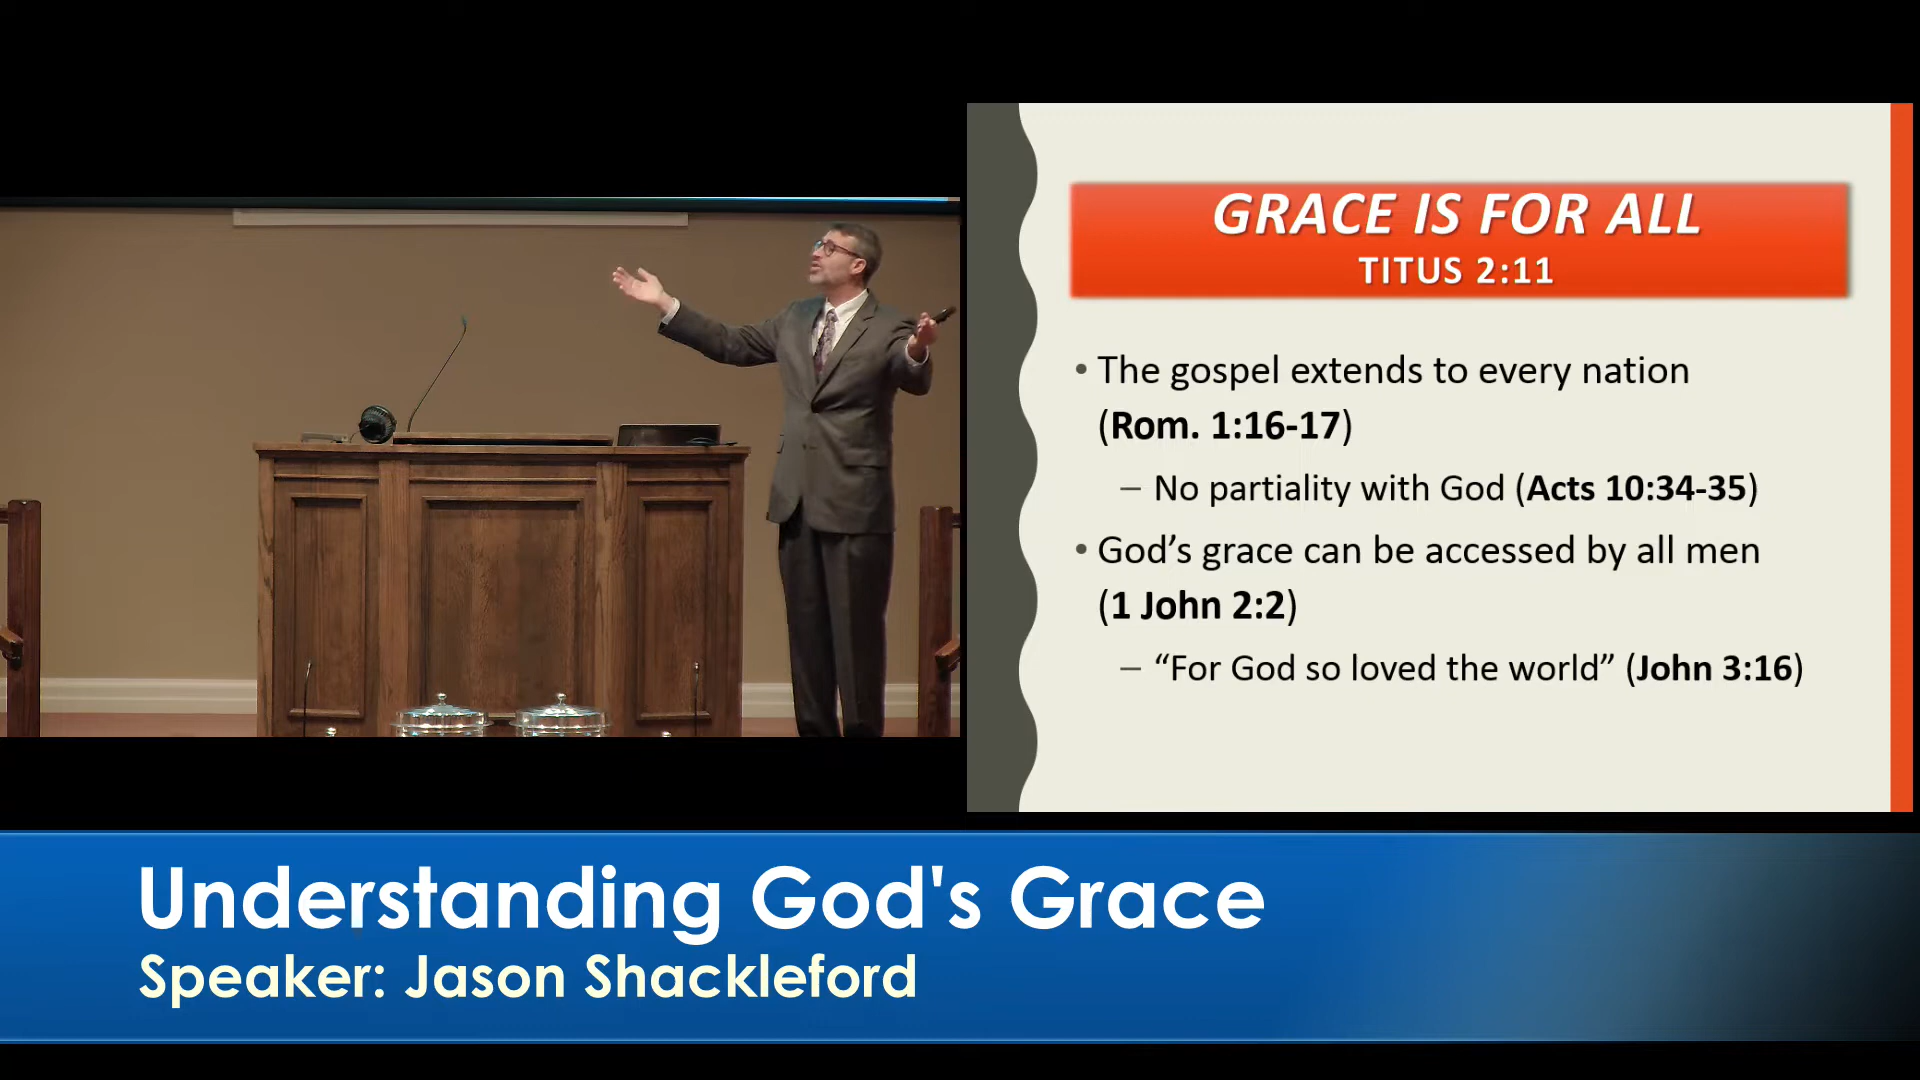 GRACE IS FOR ALL
TITUS 2:11
• The gospel extends to every nation
(Rom. 1:16-17)
– No partiality with God (Acts 10:34-35)
• God’s grace can be accessed by all men
(1 John 2:2)
– “For God so loved the world” (John 3:16)
Understanding God's Grace
Speaker: Jason Shackleford